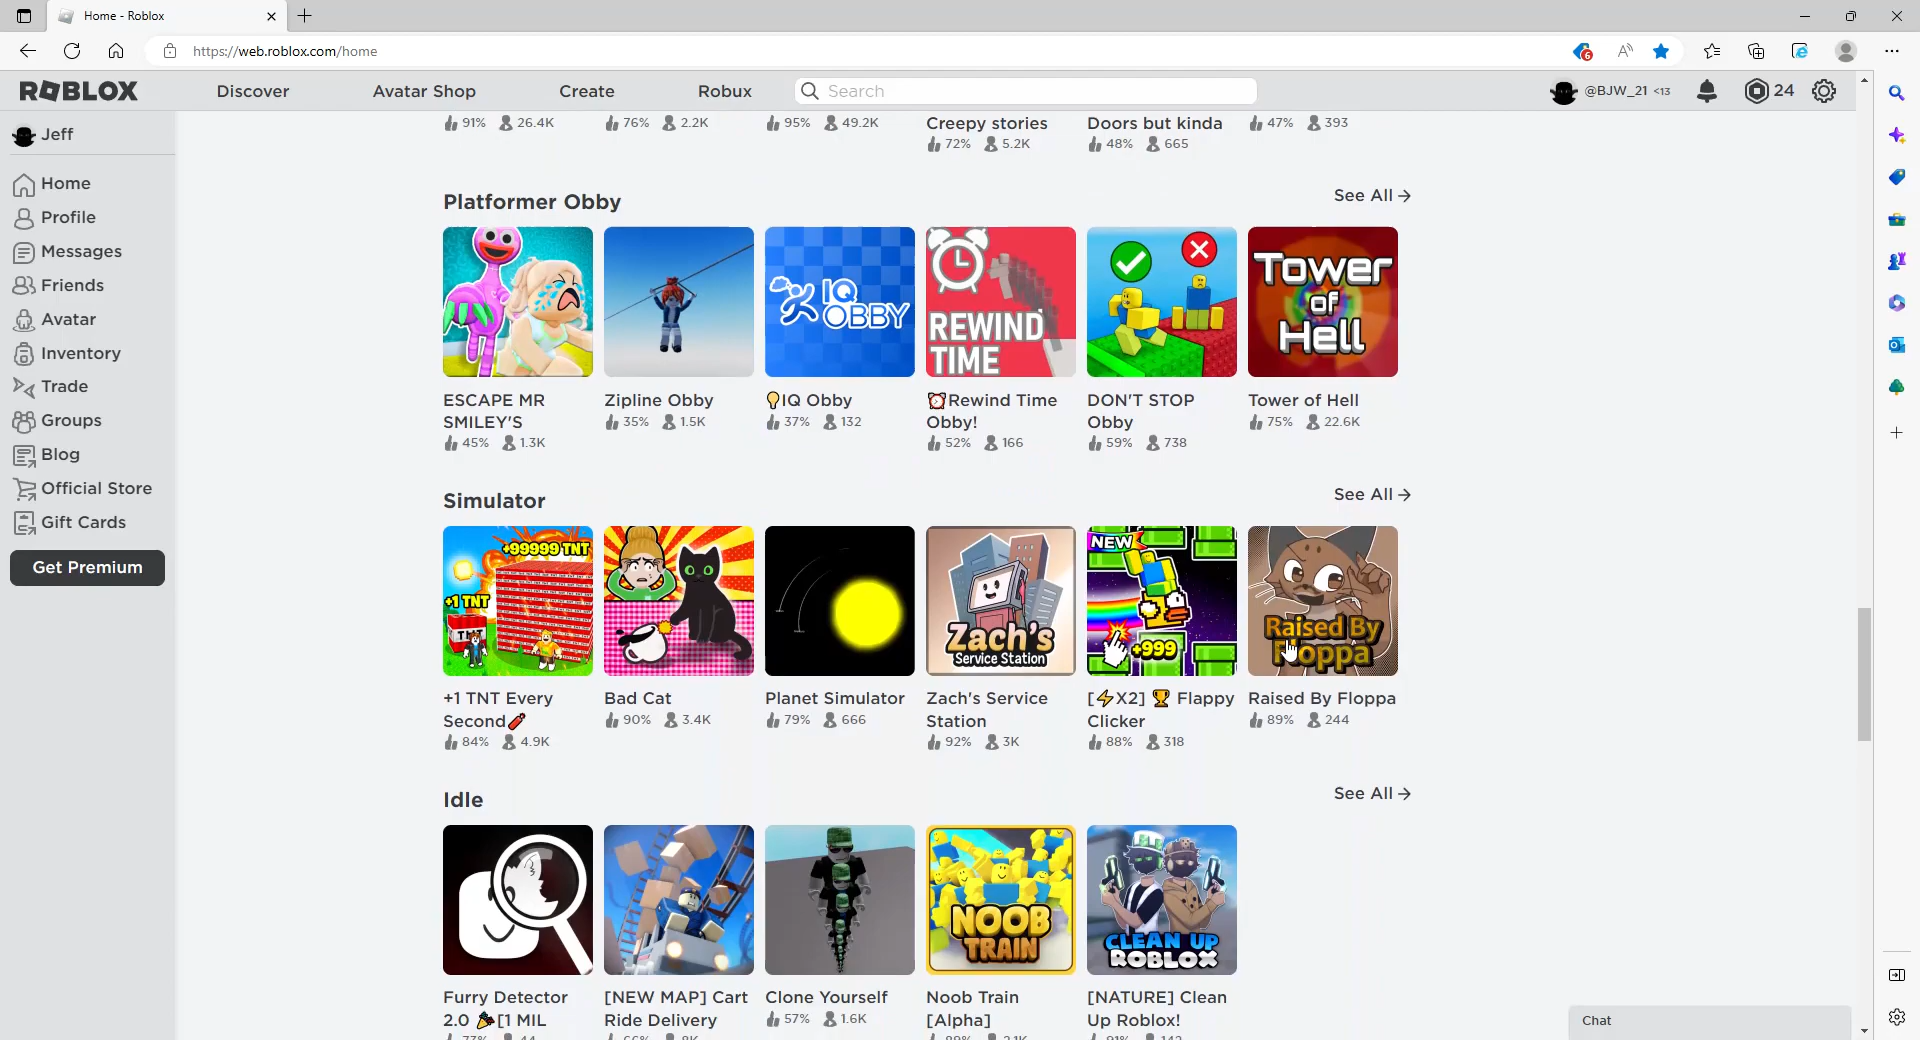 Home - Roblox
https://web.roblox.com/home
6
ROBLOX
Discover
Avatar Shop
Create
Robux
Search
@BJW_21 <13
24
Jeff
Home
Profile
Messages
Friends
Avatar
Inventory
Trade
Groups
Blog
Official Store
Gift Cards
Get Premium
91% 26.4K
76% 2.2K
95% 49.2K
Creepy stories
72% 5.2K
Doors but kinda
48% 665
47% 393
Platformer Obby
See All →
IQ OBBY
REWIND TIME
Tower of Hell
ESCAPE MR
SMILEY'S
45% 1.3K
Zipline Obby
35% 1.5K
IQ Obby
37% 132
Rewind Time
Obby!
52% 166
DON'T STOP
Obby
59% 738
Tower of Hell
75% 22.6K
Simulator
See All →
+99999 TNT
+1 TNT
TNT
Zach's
Service Station
NEW
+999
Raised By
Floppa
+1 TNT Every
Second
84% 4.9K
Bad Cat
90% 3.4K
Planet Simulator
79% 666
Zach's Service
Station
92% 3K
[⚡X2] 🏆 Flappy
Clicker
88% 318
Raised By Floppa
89% 244
Idle
See All →
NOOB
TRAIN
CLEAN UP
ROBLOX
Furry Detector
2.0 🎉[1 MIL
[NEW MAP] Cart
Ride Delivery
Clone Yourself
57% 1.6K
Noob Train
[Alpha]
[NATURE] Clean
Up Roblox!
Chat